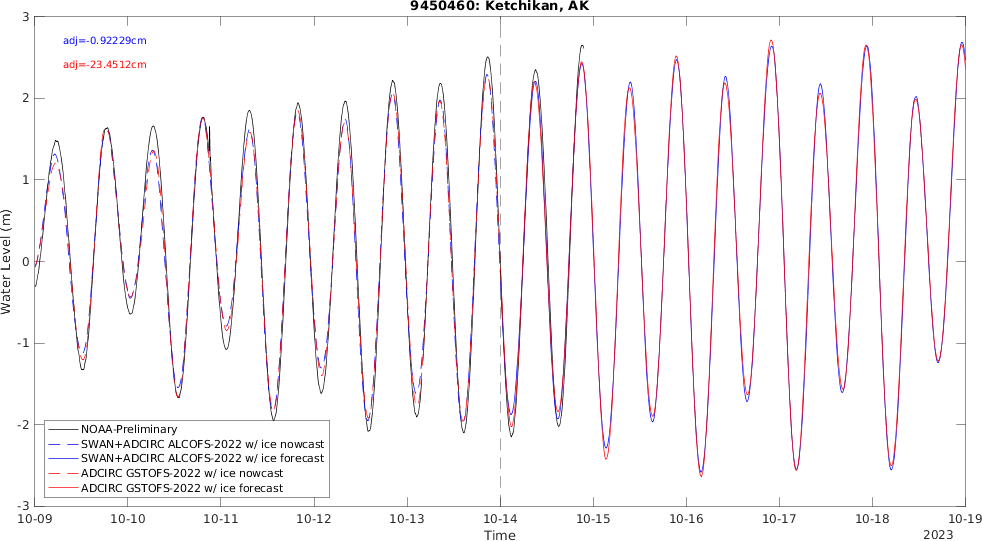 9450460: Ketchikan, AK
adj=-0.92229cm
adj=-23.4512cm
3
2
1
0
-1
-2
-3
Water Level (m)
NOAA-Preliminary
SWAN+ADCIRC ALCOFS-2022 w/ ice nowcast
SWAN+ADCIRC ALCOFS-2022 w/ ice forecast
ADCIRC GSTOFS-2022 w/ ice nowcast
ADCIRC GSTOFS-2022 w/ ice forecast
10-09 10-10 10-11 10-12 10-13 10-14 10-15 10-16 10-17 10-18 10-19
Time
2023